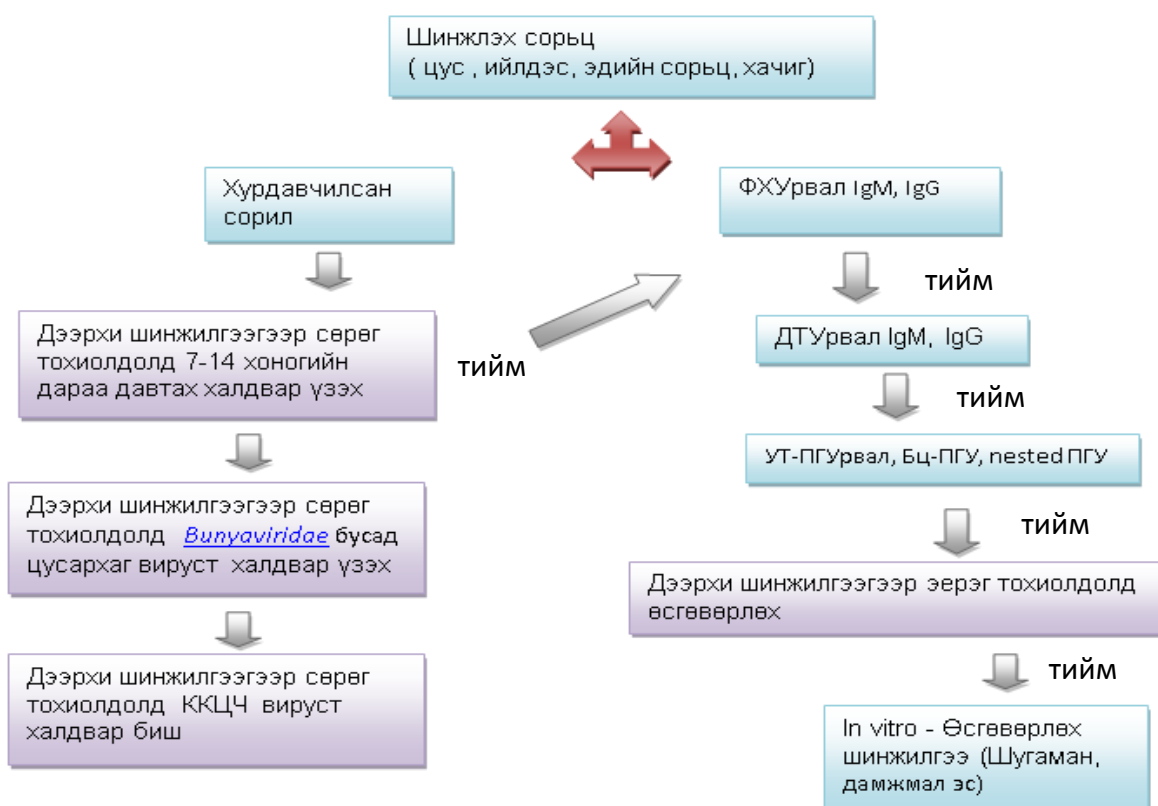 Шинжлэх сорьц
( цус , ийлдэс, эдийн сорьц, хачиг)
Хурдавчилсан
сорил
ФХУрвал IgM, IgG
тийм
Дээрхи шинжилгээгээр сөрөг
тохиолдолд 7-14 хоногийн
дараа давтах халдвар үзэх
тийм
ДТУрвал IgM, IgG
тийм
УТ-ПГУрвал, Бц-ПГУ, nested ПГУ
Дээрхи шинжилгээгээр сөрөг
тохиолдолд Bunyaviridae бусад
цусархаг вируст халдвар үзэх
тийм
Дээрхи шинжилгээгээр эерэг тохиолдолд
өсгөвөрлөх
Дээрхи шинжилгээгээр сөрөг
тохиолдолд ККЦЧ вируст
халдвар биш
тийм
In vitro - Өсгөвөрлөх
шинжилгээ (Шугаман,
дамжмал эс)